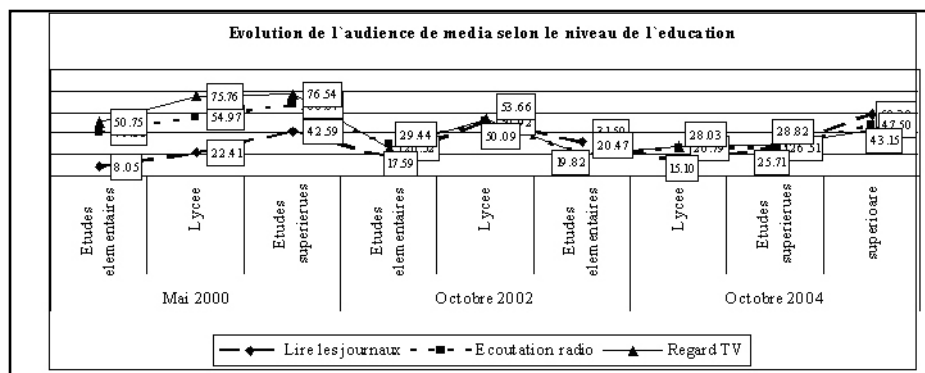 Evolution de l`audience de media selon le niveau de l`education
50.75 75.76 76.54 53.66
54.97 29.44 28.03 28.82 47.50
42.59 50.09 20.47 43.15
8.05 22.41 17.59 19.82 15.10 25.71
Etudes elementaires
Lycee
Etudes superierues
Etudes elementaires
Lycee
Etudes elementaires
Lycee
Etudes superierues
superioare
Mai 2000 Octobre 2002 Octobre 2004
Lire les journaux Ecoutation radio Regard TV